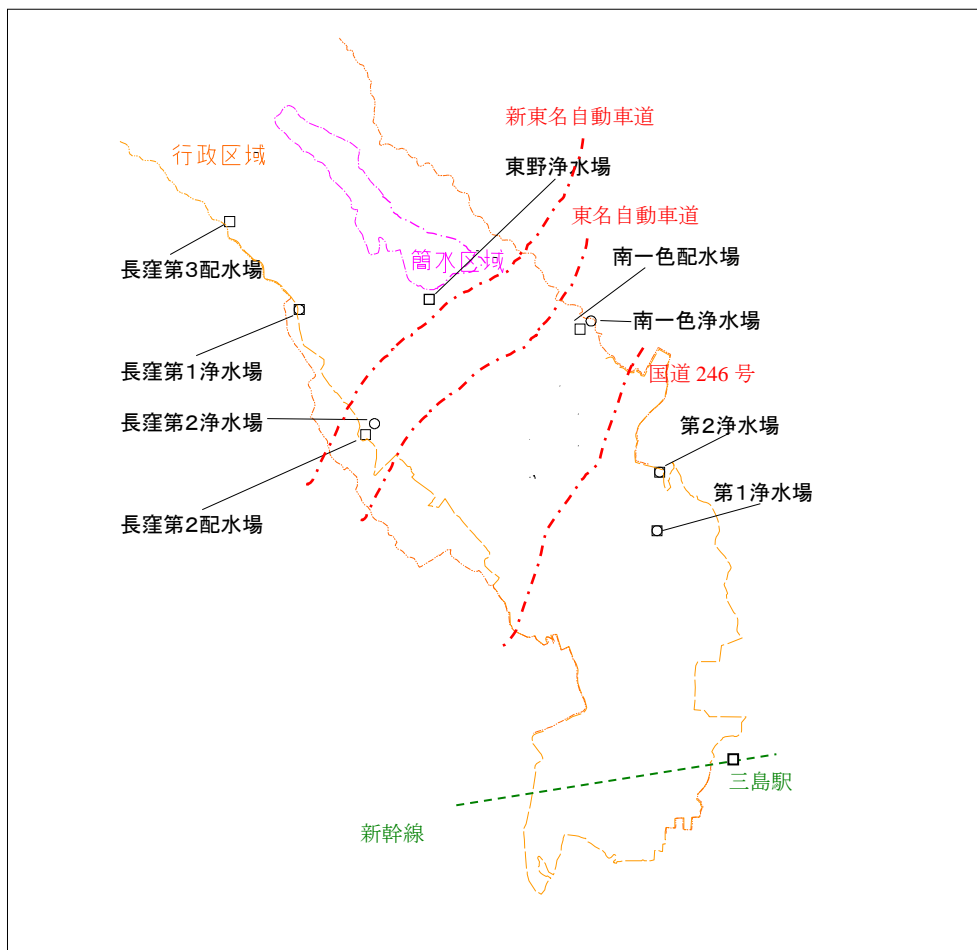 新東名自動車道
行政区域
東野浄水場
東名自動車道
簡水区域
南一色配水場
長窪第3配水場
南一色浄水場
長窪第1浄水場
国道 246 号
長窪第2浄水場
第2浄水場
第1浄水場
長窪第2配水場
三島駅
新幹線